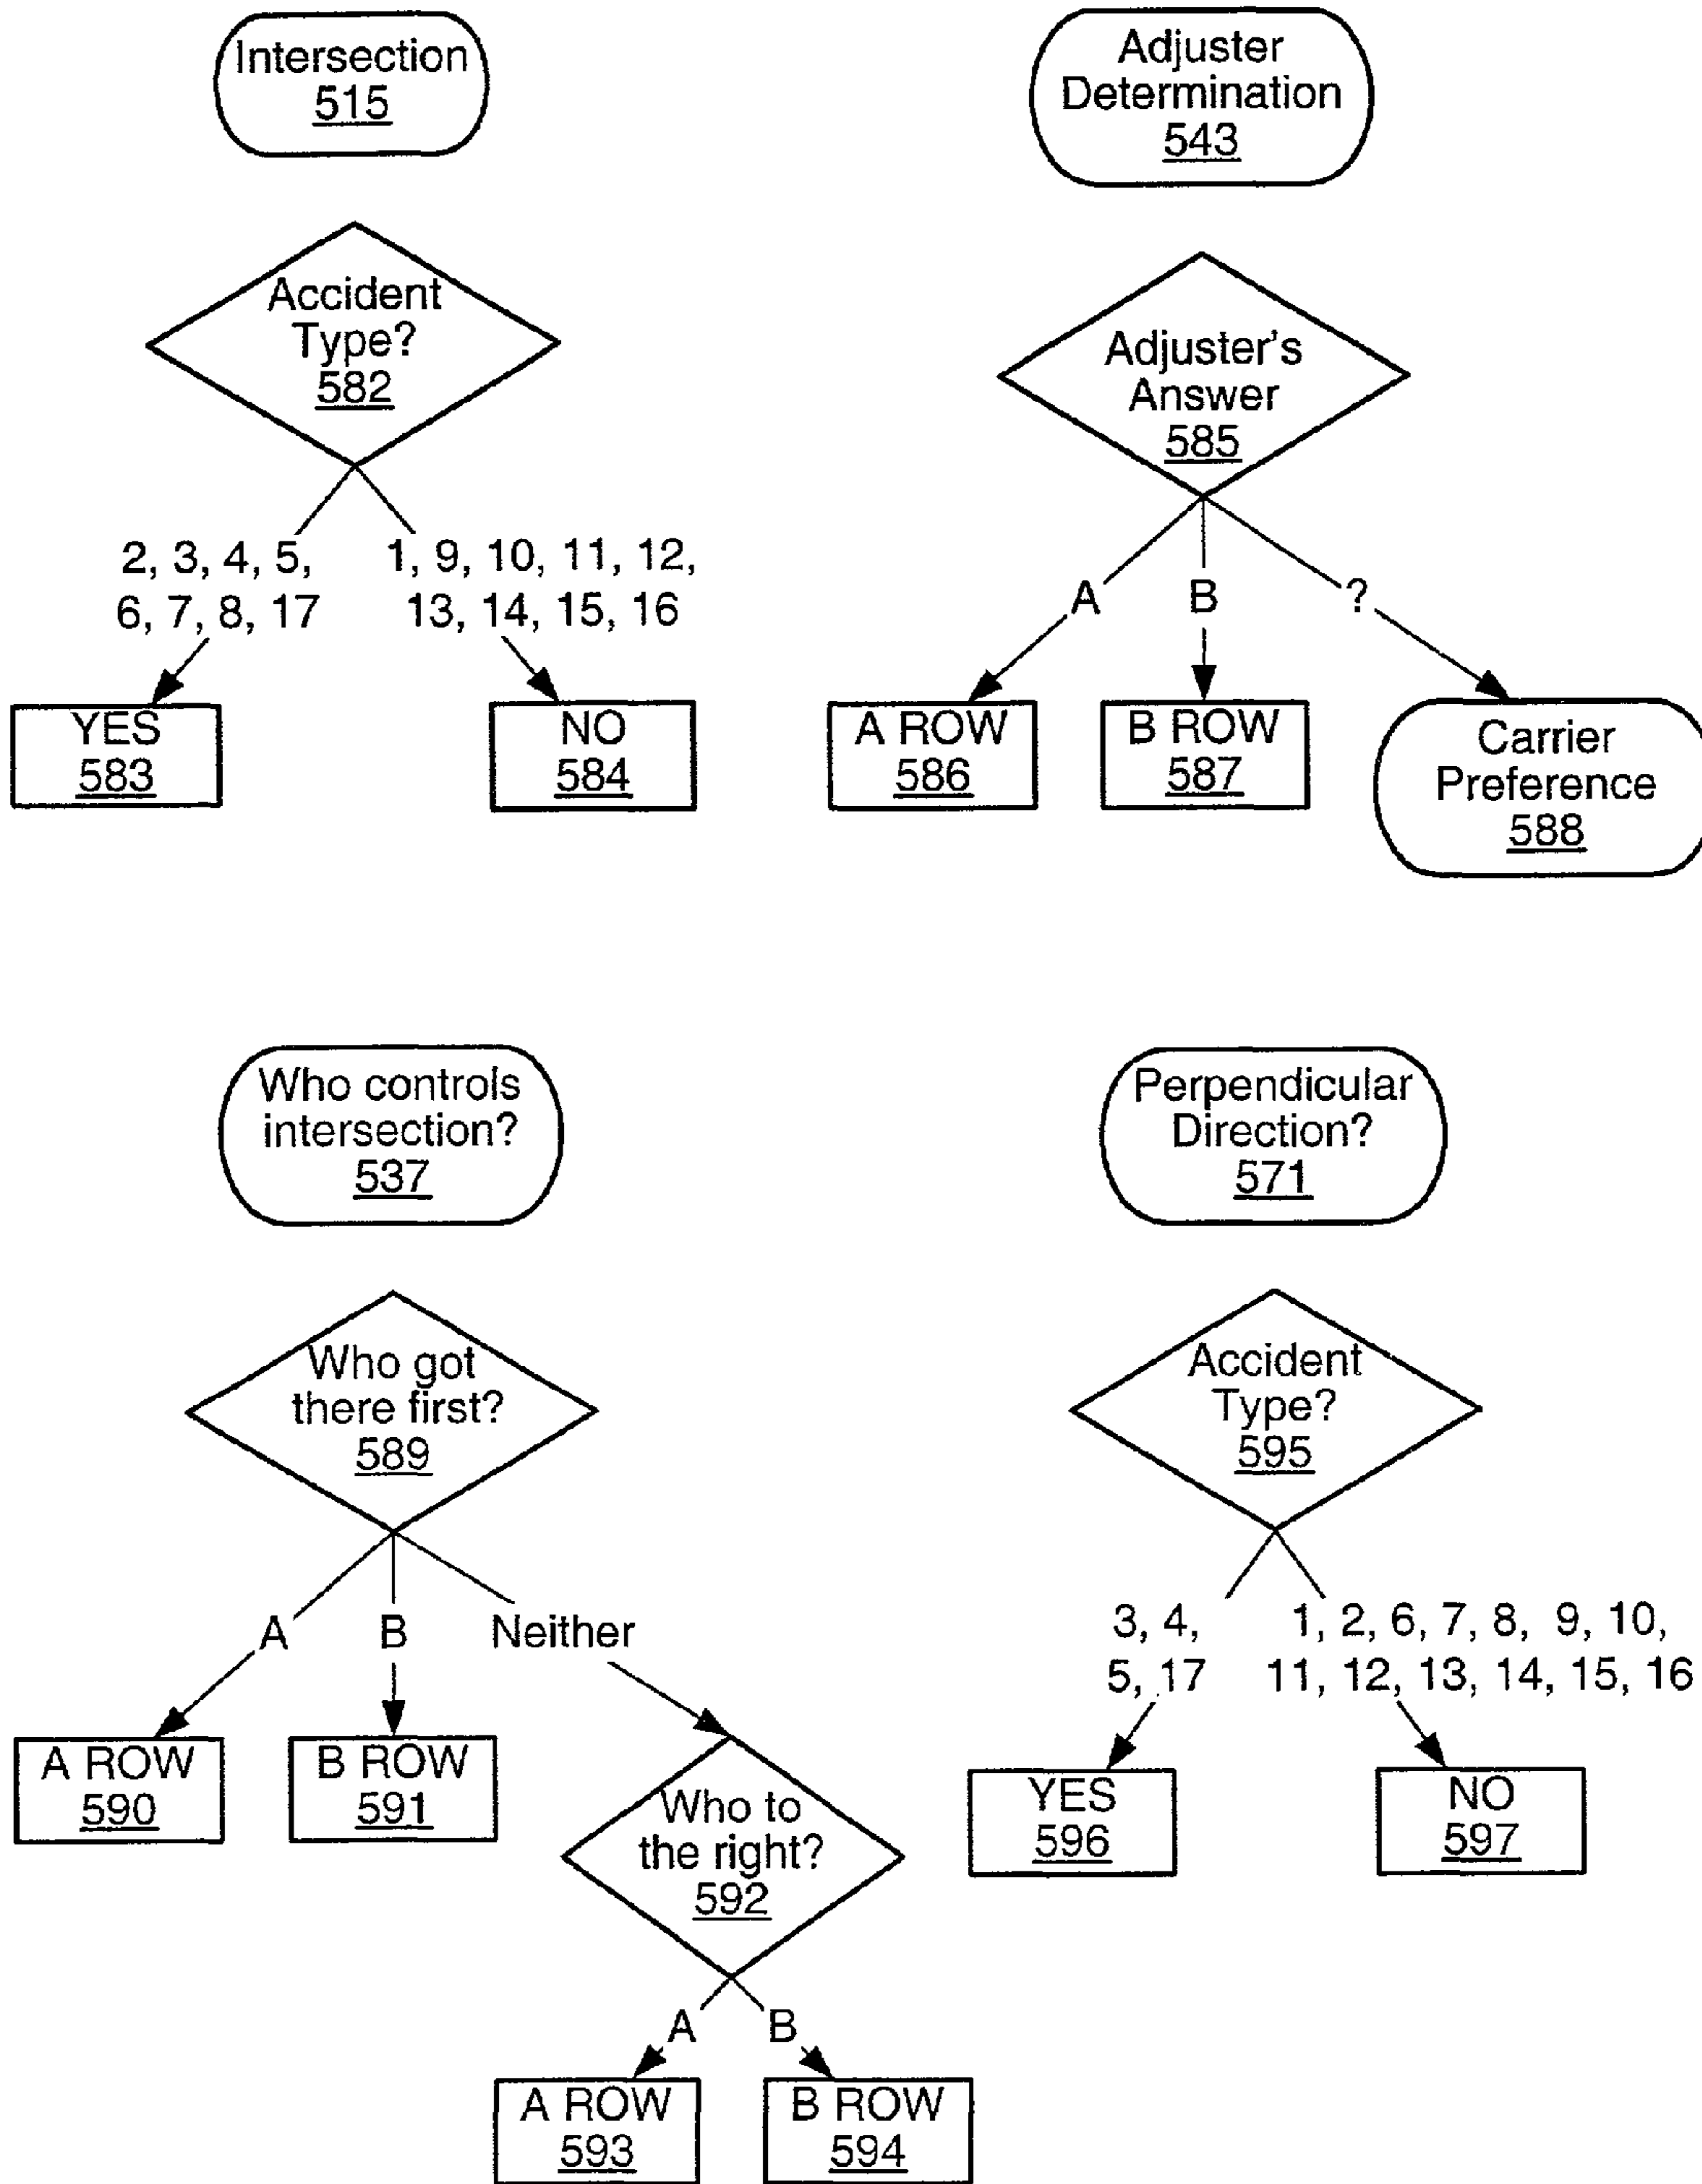 Intersection
515
Accident
Type?
582
2, 3, 4, 5,
6, 7, 8, 17
1, 9, 10, 11, 12,
13, 14, 15, 16
YES
583
NO
584
Adjuster
Determination
543
Adjuster's
Answer
585
A
B
?
A ROW
586
B ROW
587
Carrier
Preference
588
Who controls
intersection?
537
Who got
there first?
589
A
B
Neither
A ROW
590
B ROW
591
Who to
the right?
592
A
B
A ROW
593
B ROW
594
Perpendicular
Direction?
571
Accident
Type?
595
3, 4,
5, 17
1, 2, 6, 7, 8, 9, 10,
11, 12, 13, 14, 15, 16
YES
596
NO
597